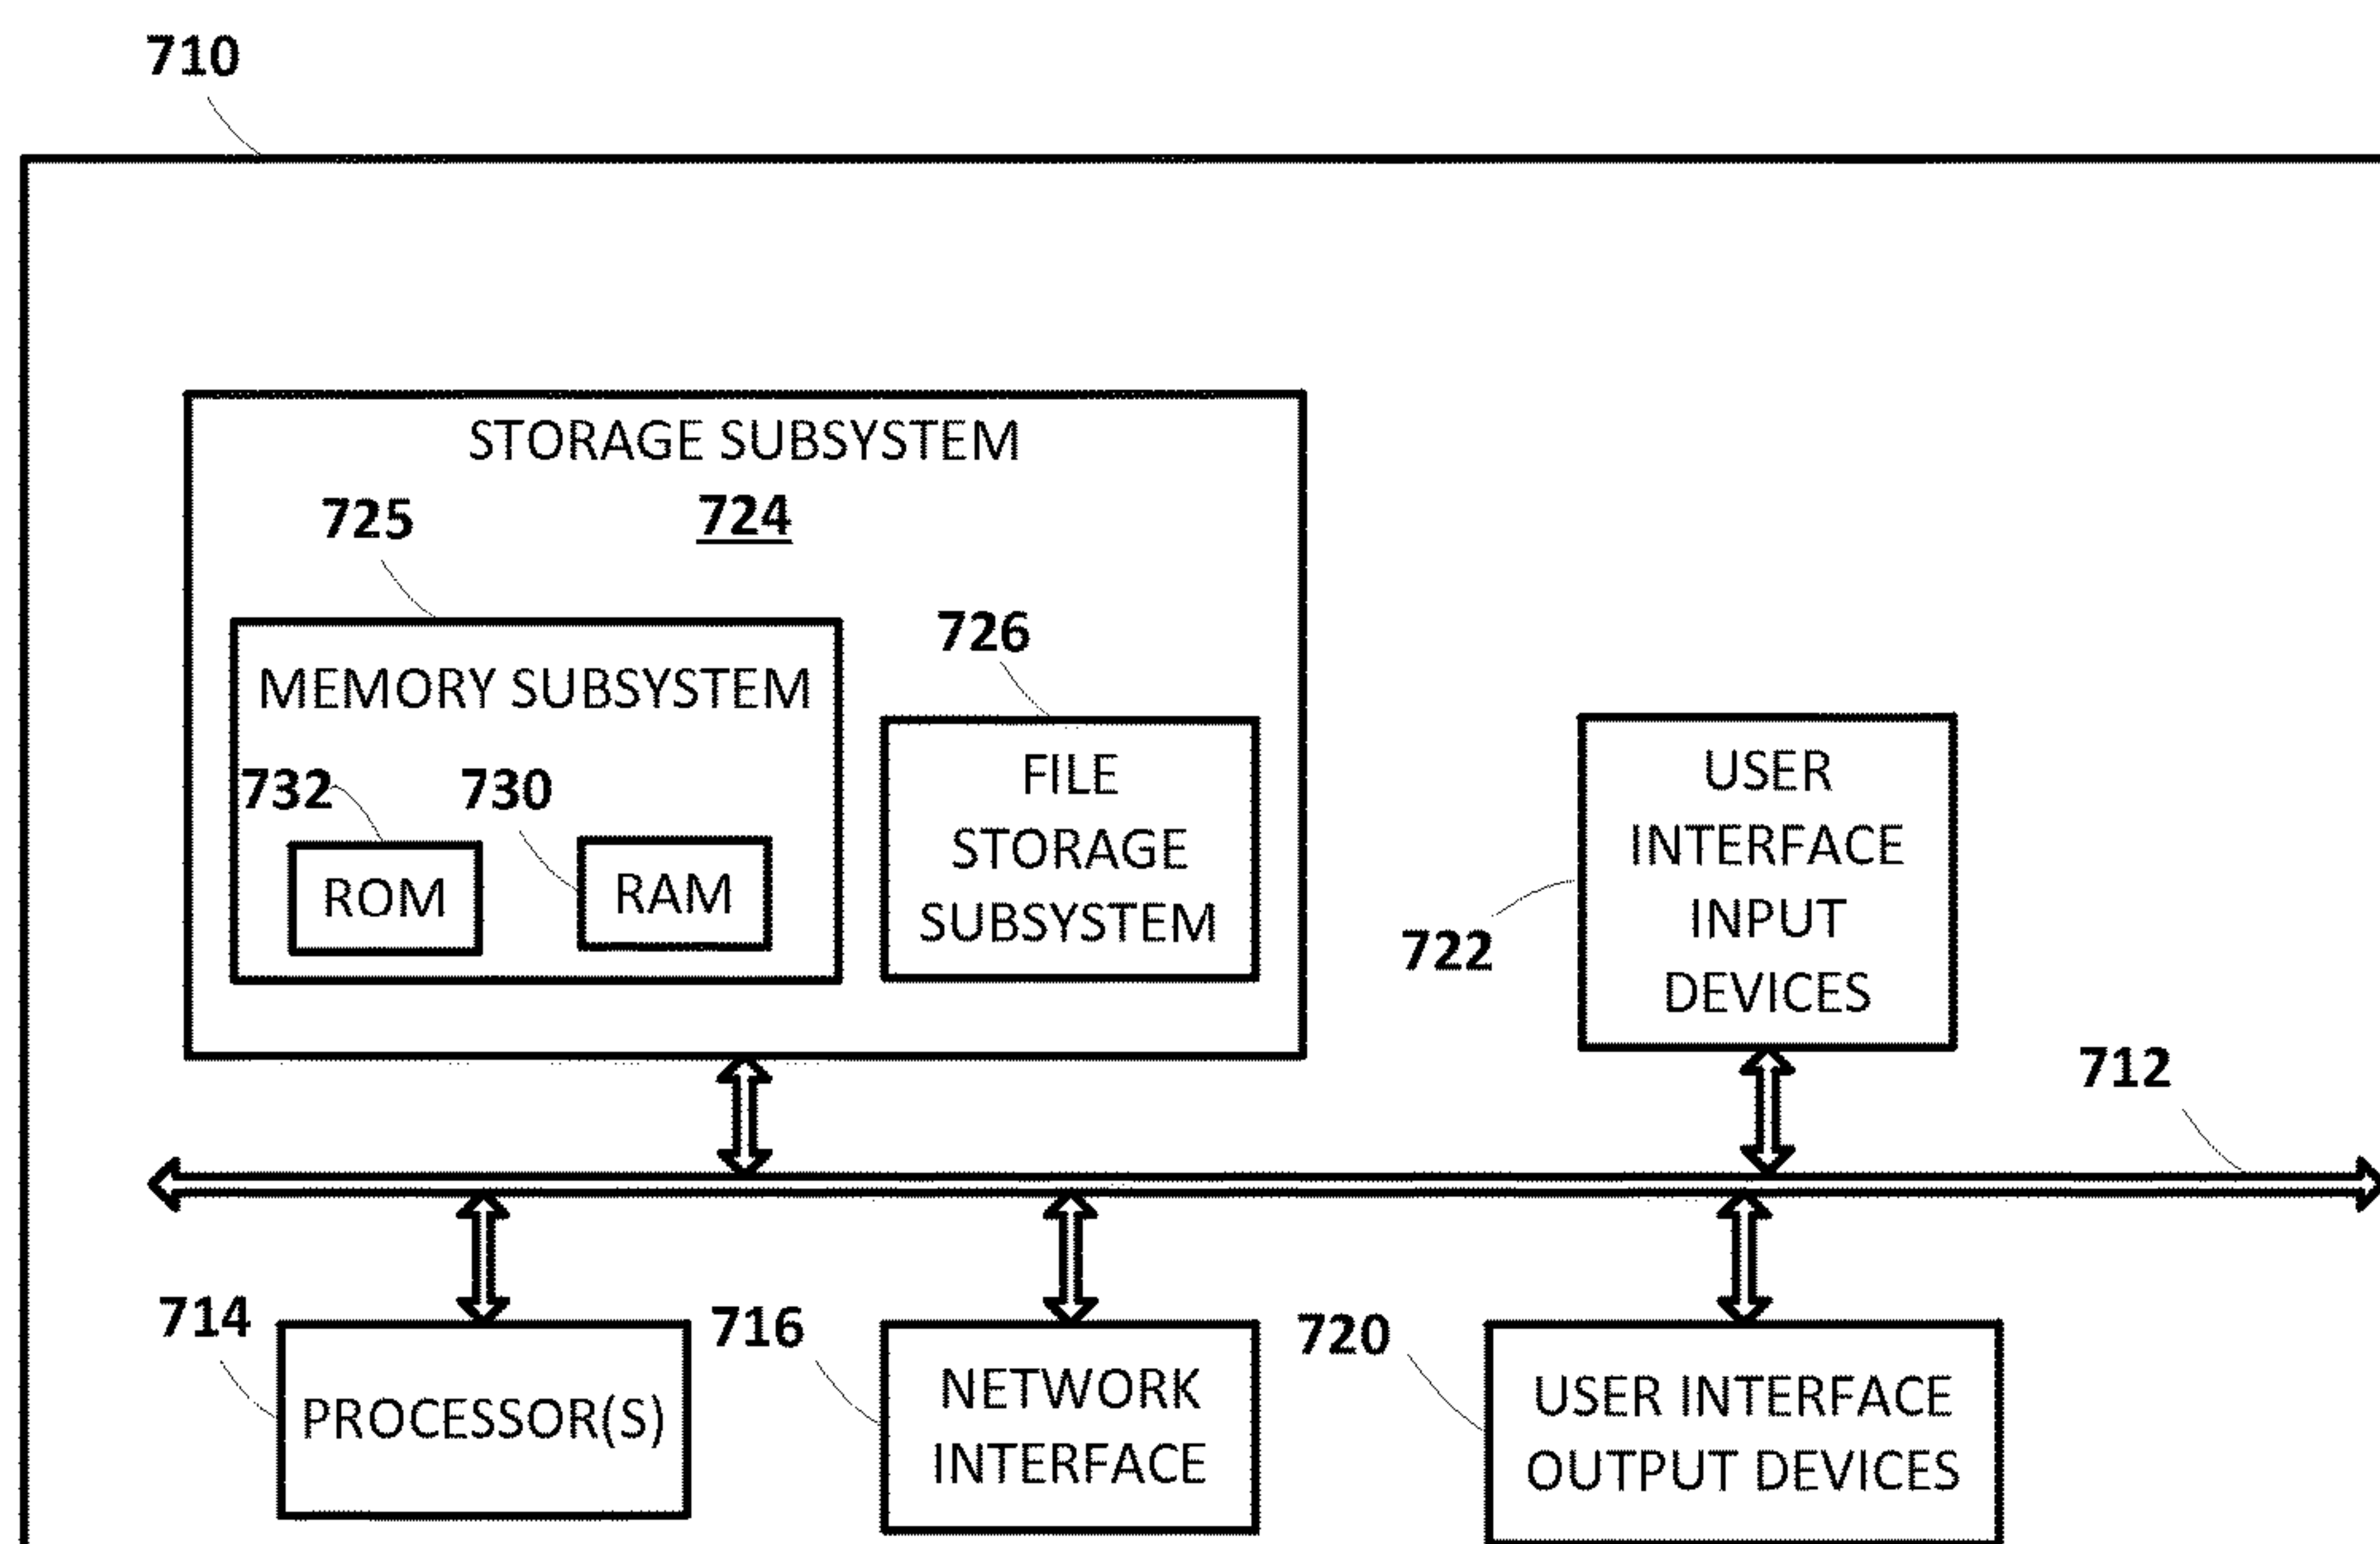 710
STORAGE SUBSYSTEM
724
725
726
MEMORY SUBSYSTEM
732
730
ROM
RAM
FILE
STORAGE
SUBSYSTEM
USER
INTERFACE
INPUT
DEVICES
722
712
714
PROCESSOR(S)
716
NETWORK
INTERFACE
720
USER INTERFACE
OUTPUT DEVICES